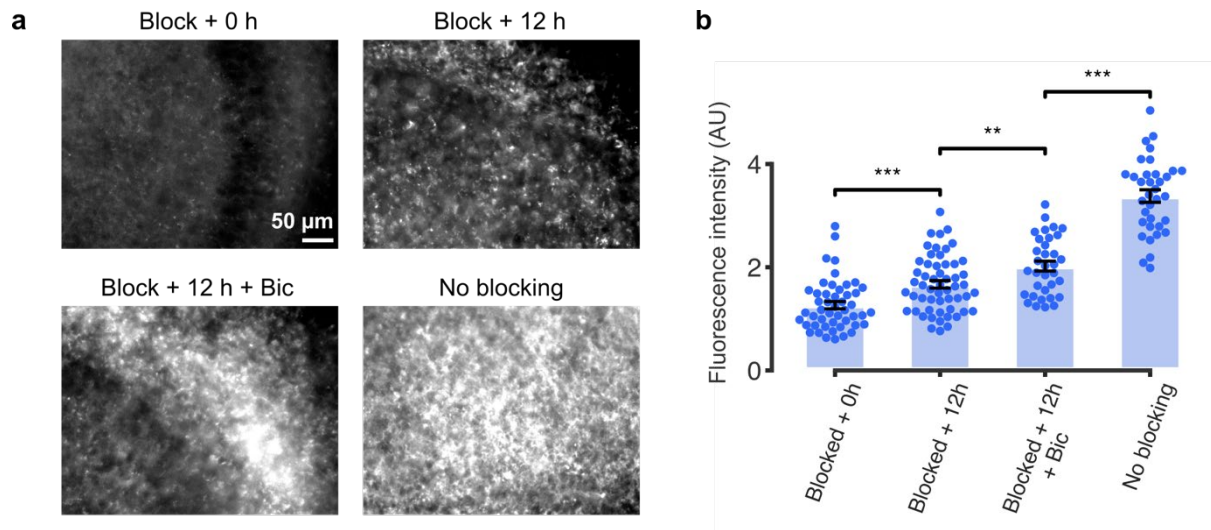 a
Block + 0 h
Block + 12 h
50 µm
Block + 12 h + Bic
No blocking
b
Fluorescence intensity (AU)
4
2
0
***
**
***
Blocked + 0h
Blocked + 12h
Blocked + 12h
+ Bic
No blocking